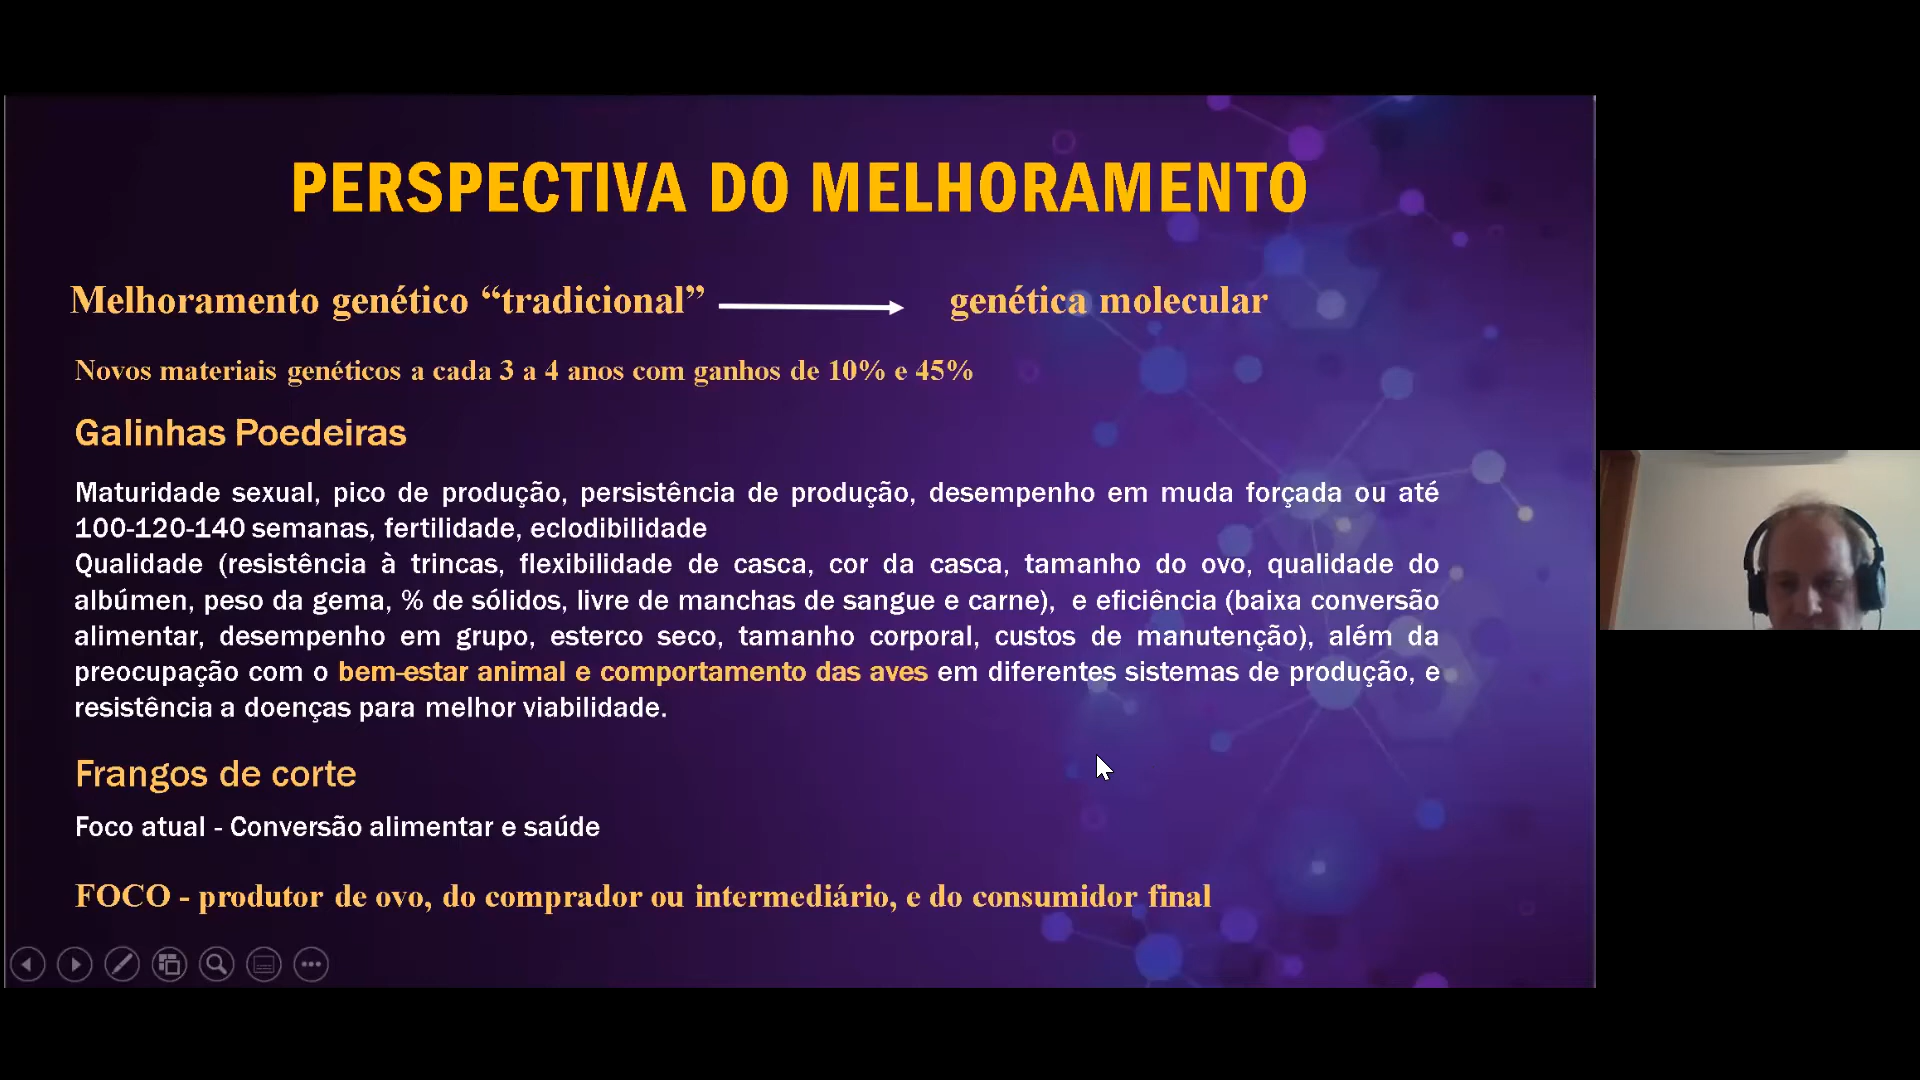 PERSPECTIVA DO MELHORAMENTO
Melhoramento genético “tradicional” genética molecular
Novos materiais genéticos a cada 3 a 4 anos com ganhos de 10% e 45%
Galinhas Poedeiras
Maturidade sexual, pico de produção, persistência de produção, desempenho em muda forçada ou até
100-120-140 semanas, fertilidade, eclodibilidade
Qualidade (resistência à trincas, flexibilidade de casca, cor da casca, tamanho do ovo, qualidade do
albúmen, peso da gema, % de sólidos, livre de manchas de sangue e carne), e eficiência (baixa conversão
alimentar, desempenho em grupo, esterco seco, tamanho corporal, custos de manutenção), além da
preocupação com o bem-estar animal e comportamento das aves em diferentes sistemas de produção, e
resistência a doenças para melhor viabilidade.
Frangos de corte
Foco atual - Conversão alimentar e saúde
FOCO - produtor de ovo, do comprador ou intermediário, e do consumidor final